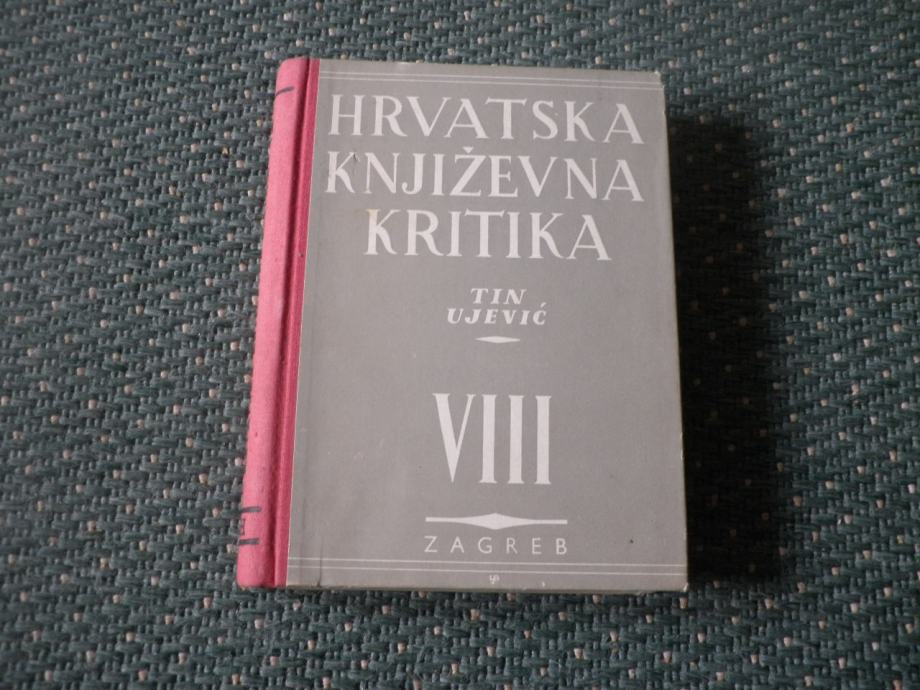 HRVATSKA
KNJIŽEVNA
KRITIKA
TIN
UJEVIĆ
VIII
ZAGREB